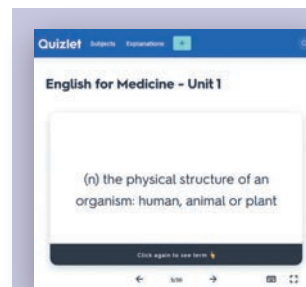 Quizlet Subjects Explanations +
English for Medicine - Unit 1
(n) the physical structure of an
organism: human, animal or plant
Click again to see term 👆